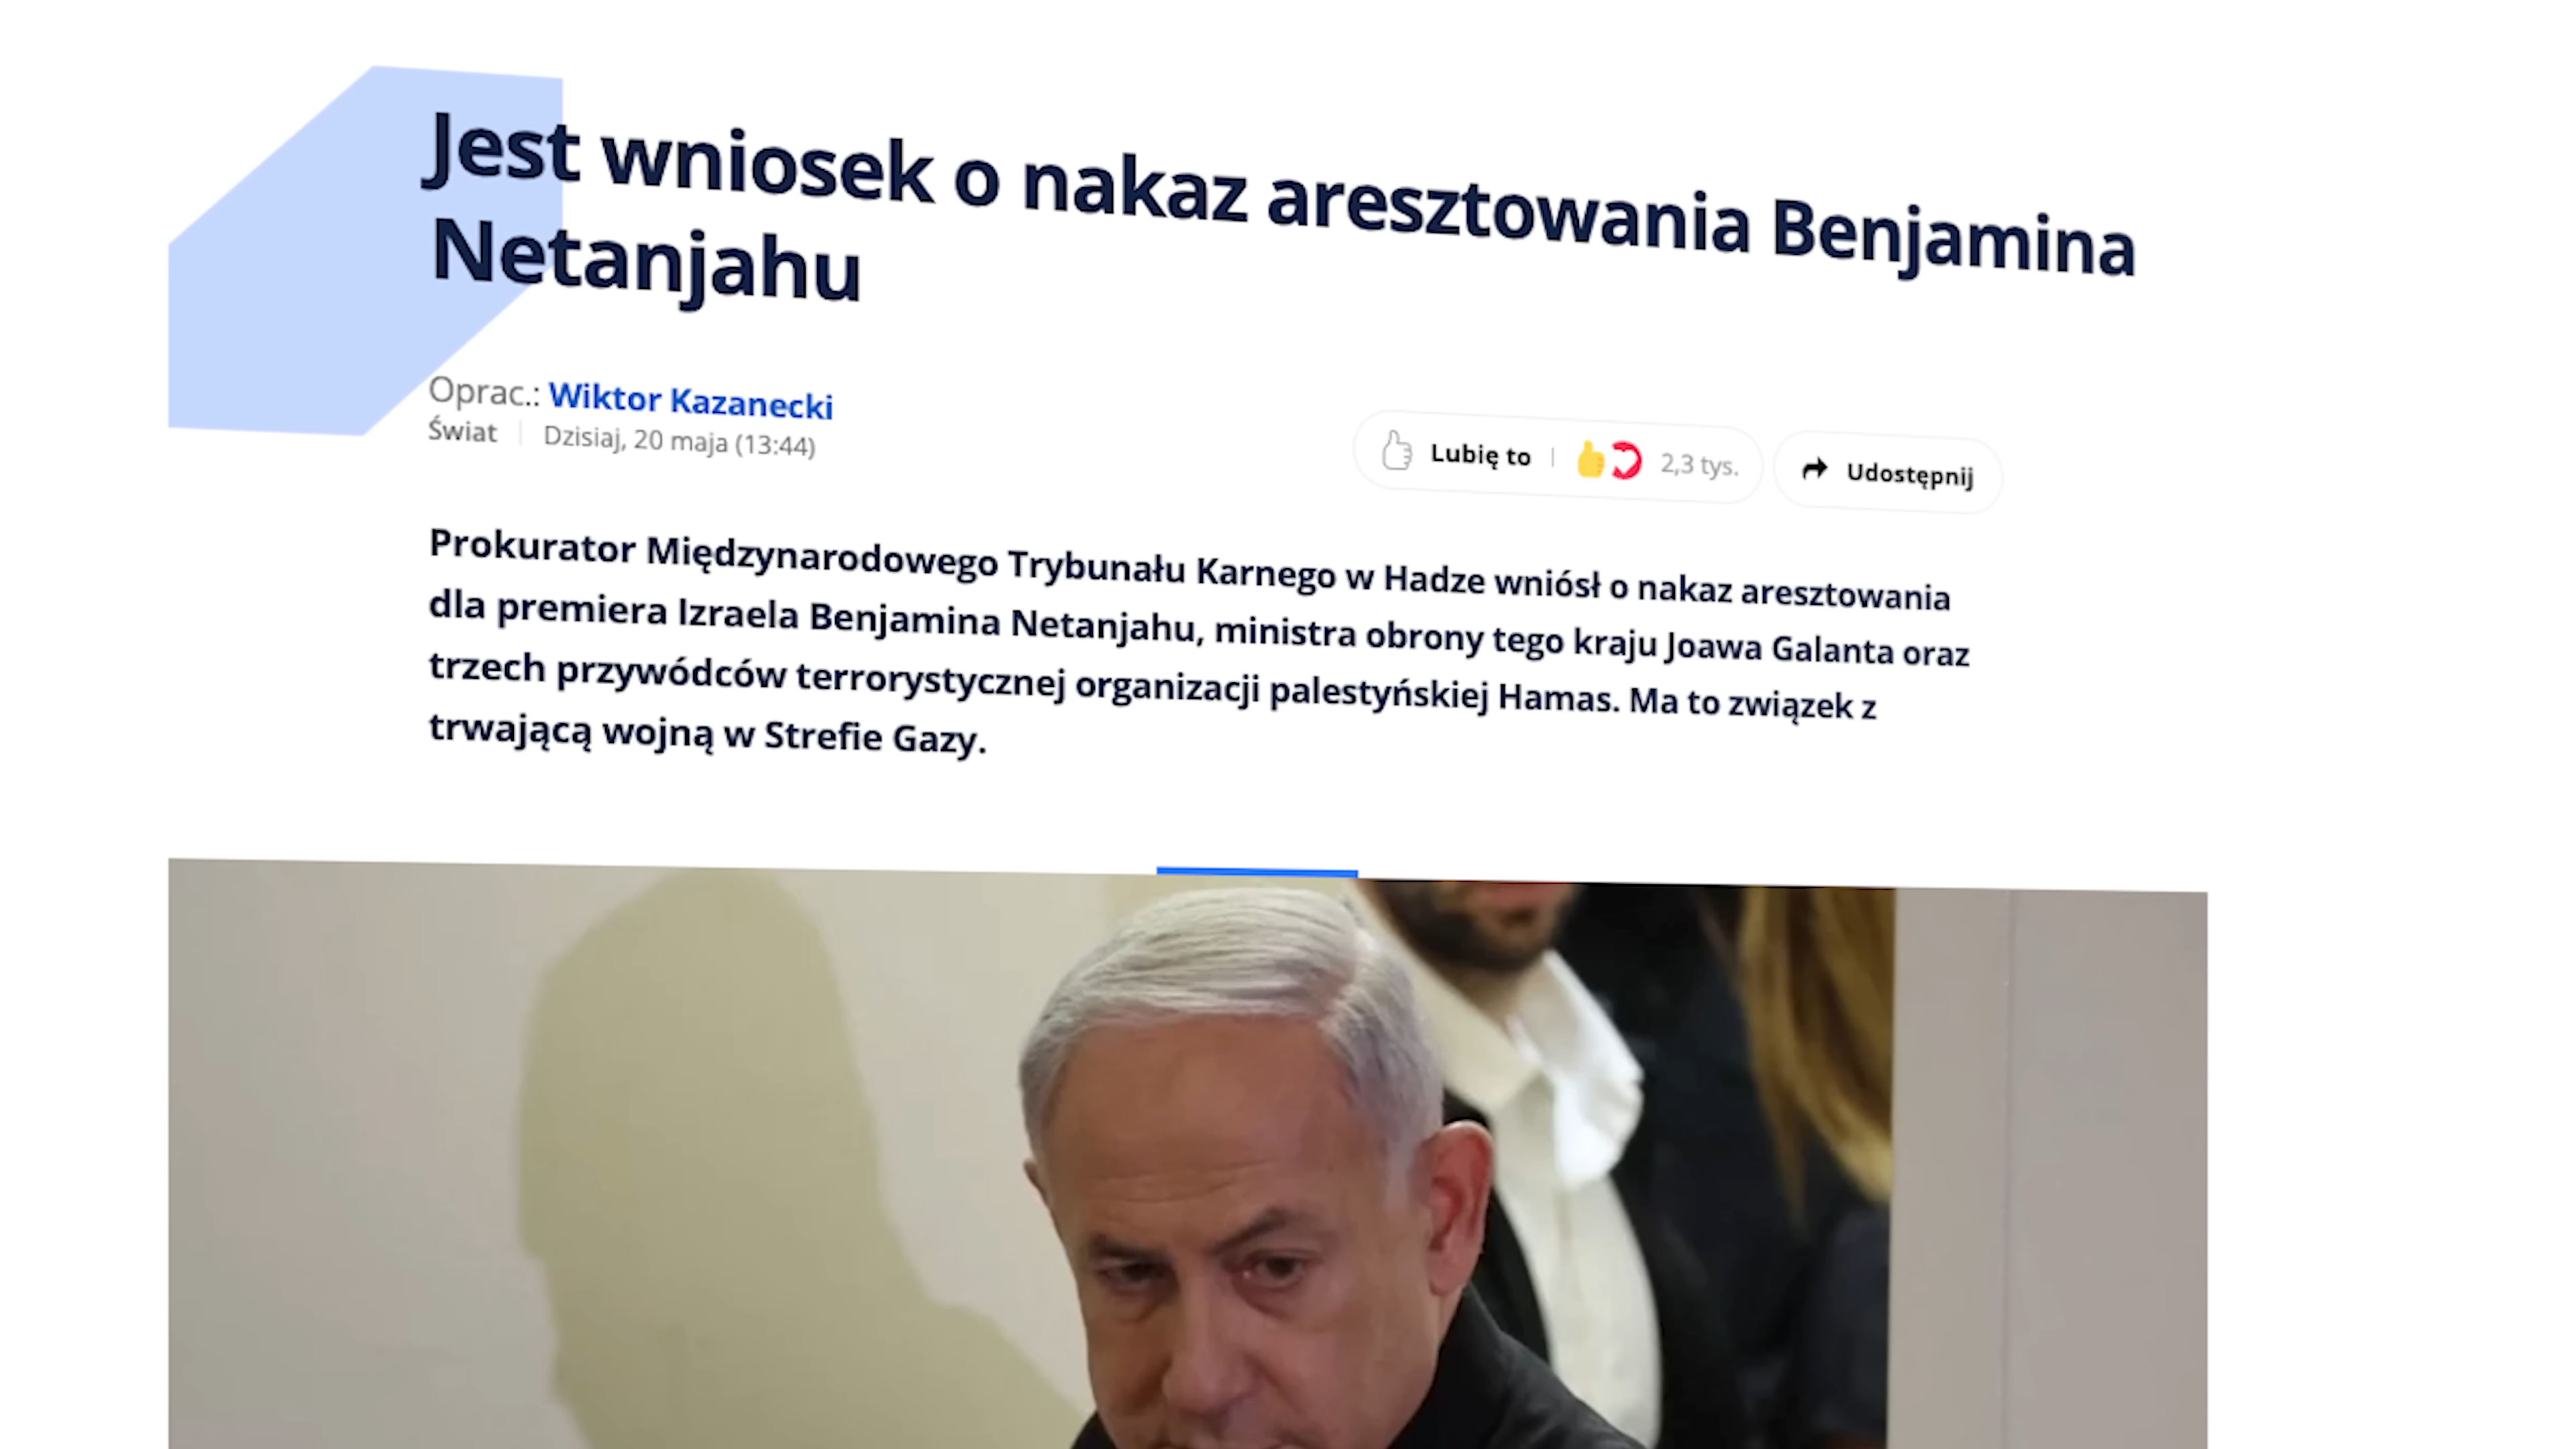 Jest wniosek o nakaz aresztowania Benjamina
Netanjahu
Oprac.: Wiktor Kazanecki
Świat | Dzisiaj, 20 maja (13:44)
Lubię to | 2,3 tys. Udostępnij
Prokurator Międzynarodowego Trybunału Karnego w Hadze wniósł o nakaz aresztowania
dla premiera Izraela Benjamina Netanjahu, ministra obrony tego kraju Joawa Galanta oraz
trzech przywódców terrorystycznej organizacji palestyńskiej Hamas. Ma to związek z
trwającą wojną w Strefie Gazy.